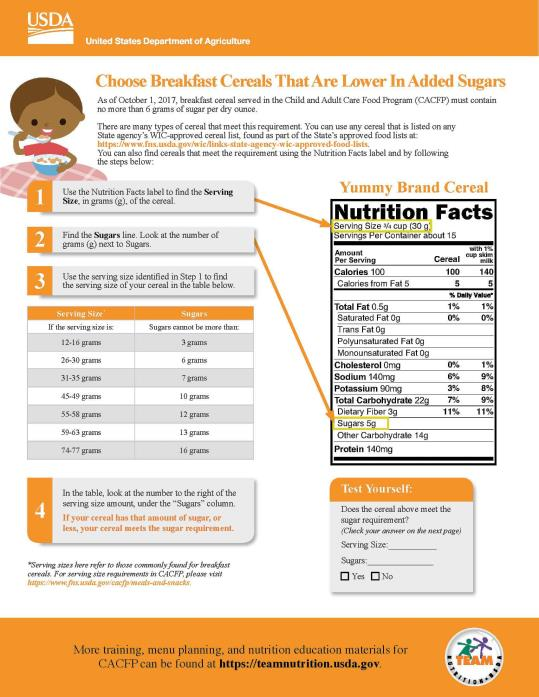 USDA
United States Department of Agriculture
Choose Breakfast Cereals That Are Lower In Added Sugars
As of October 1, 2017, breakfast cereal served in the Child and Adult Care Food Program (CACFP) must contain
no more than 6 grams of sugar per dry ounce.
There are many types of cereal that meet this requirement. You can use any cereal that is listed on any
State agency's WIC-approved cereal list, found as part of the State's approved food lists at:
https://www.fns.usda.gov/wic/links-state-agency-wic-approved-food-lists.
You can also find cereals that meet the requirement using the Nutrition Facts label and by following
the steps below:
1
Use the Nutrition Facts label to find the Serving
Size, in grams (g), of the cereal.
2
Find the Sugars line. Look at the number of
grams (g) next to Sugars.
3
Use the serving size identified in Step 1 to find
the serving size of your cereal in the table below.
Serving Size* Sugars
If the serving size is: Sugars cannot be more than:
12-16 grams 3 grams
26-30 grams 6 grams
31-35 grams 7 grams
45-49 grams 10 grams
55-58 grams 12 grams
59-63 grams 13 grams
74-77 grams 16 grams
4
In the table, look at the number to the right of the
serving size amount, under the "Sugars" column.
If your cereal has that amount of sugar, or
less, your cereal meets the sugar requirement.
*Serving sizes here refer to those commonly found for breakfast
cereals. For serving size requirements in CACFP, please visit
https://www.fns.usda.gov/cacfp/meals-and-snacks.
Yummy Brand Cereal
Nutrition Facts
Serving Size ¾ cup (30 g)
Servings Per Container about 15
Amount Per Serving Cereal with 1% cup skim milk
Calories 100 100 140
Calories from Fat 5 5 5
% Daily Value*
Total Fat 0.5g 1% 1%
Saturated Fat 0g 0% 0%
Trans Fat 0g
Polyunsaturated Fat 0g
Monounsaturated Fat 0g
Cholesterol 0mg 0% 1%
Sodium 140mg 6% 9%
Potassium 90mg 3% 8%
Total Carbohydrate 22g 7% 9%
Dietary Fiber 3g 11% 11%
Sugars 5g
Other Carbohydrate 14g
Protein 140mg
Test Yourself:
Does the cereal above meet the
sugar requirement?
(Check your answer on the next page)
Serving Size:
Sugars:
Yes No
More training, menu planning, and nutrition education materials for
CACFP can be found at https://teamnutrition.usda.gov.
TEAM
NUTRITION USDA